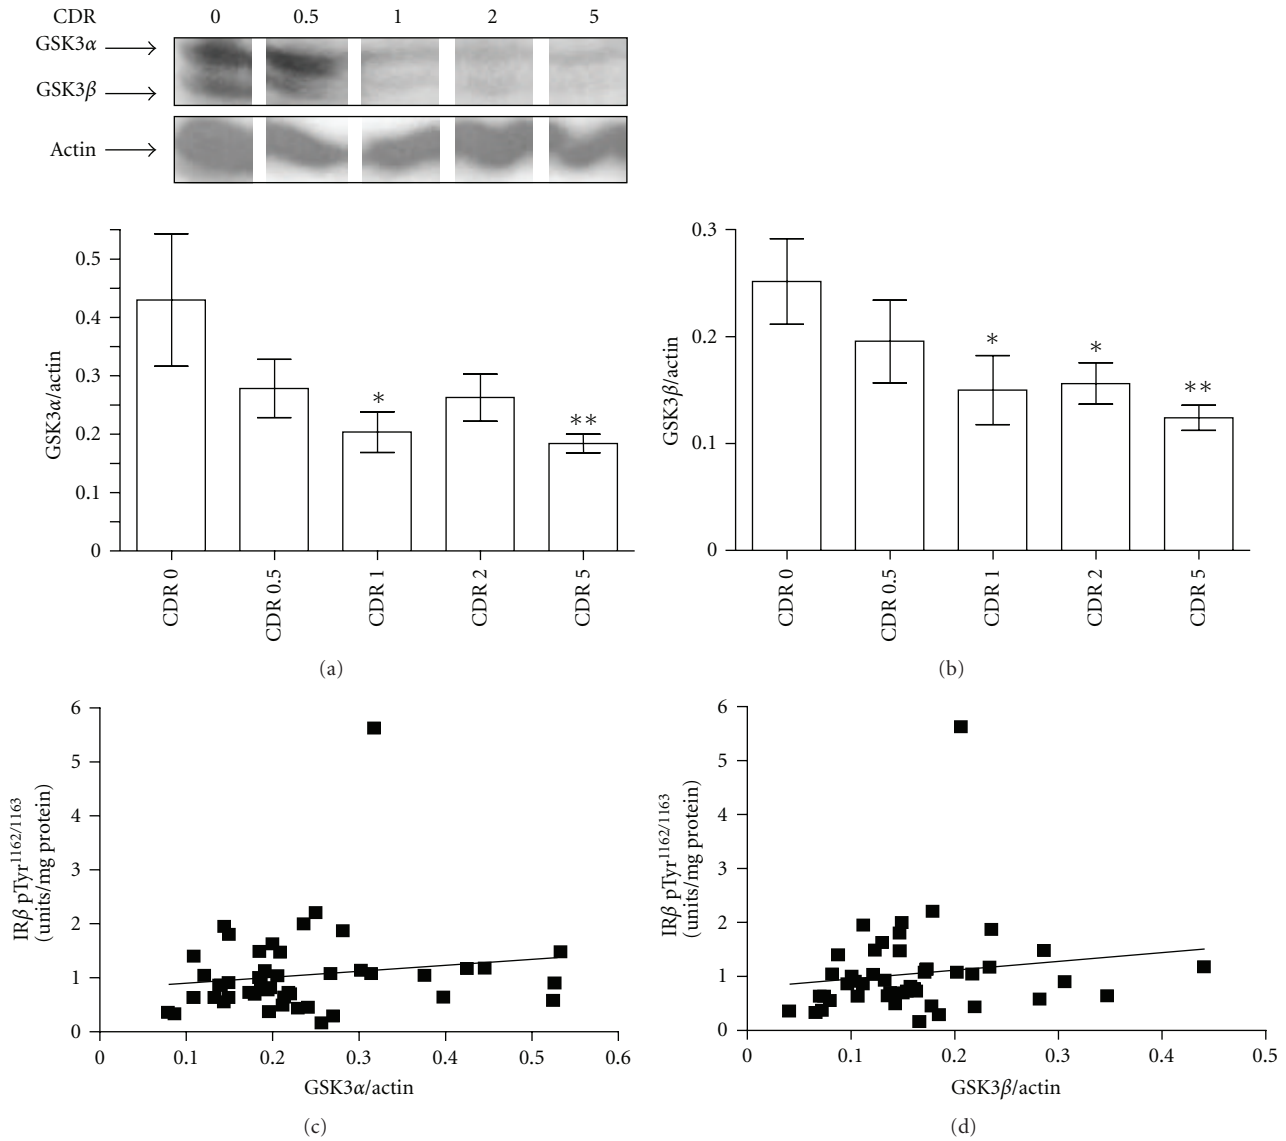 CDR 0 0.5 1 2 5
GSK3α
GSK3β
Actin
0.5
0.4
0.3
0.2
0.1
0
GSK3α/actin
*
**
CDR 0
CDR 0.5
CDR 1
CDR 2
CDR 5
(a)
0.3
0.2
0.1
0
GSK3β/actin
*
*
**
CDR 0
CDR 0.5
CDR 1
CDR 2
CDR 5
(b)
6
5
4
3
2
1
0
IRβ pTyr1162/1163
(units/mg protein)
0 0.1 0.2 0.3 0.4 0.5 0.6
GSK3α/actin
(c)
6
5
4
3
2
1
0
IRβ pTyr1162/1163
(units/mg protein)
0 0.1 0.2 0.3 0.4 0.5
GSK3β/actin
(d)